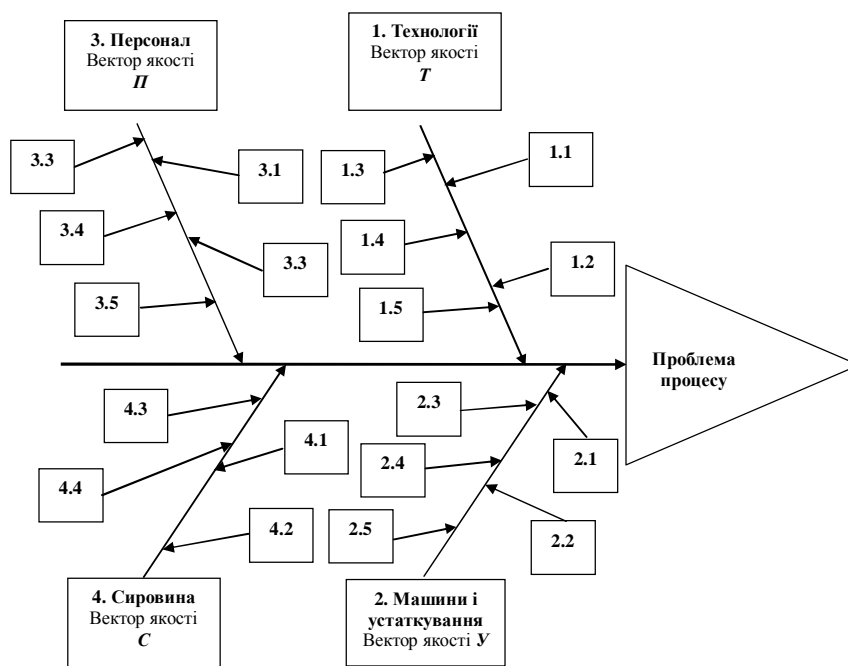 3. Персонал
Вектор якості
П
1. Технології
Вектор якості
Т
3.3
3.1
1.3
1.1
3.4
3.3
1.4
1.2
3.5
1.5
Проблема
процесу
4.3
2.3
4.1
2.4
2.1
4.4
4.2
2.5
2.2
4. Сировина
Вектор якості
С
2. Машини і
устаткування
Вектор якості У